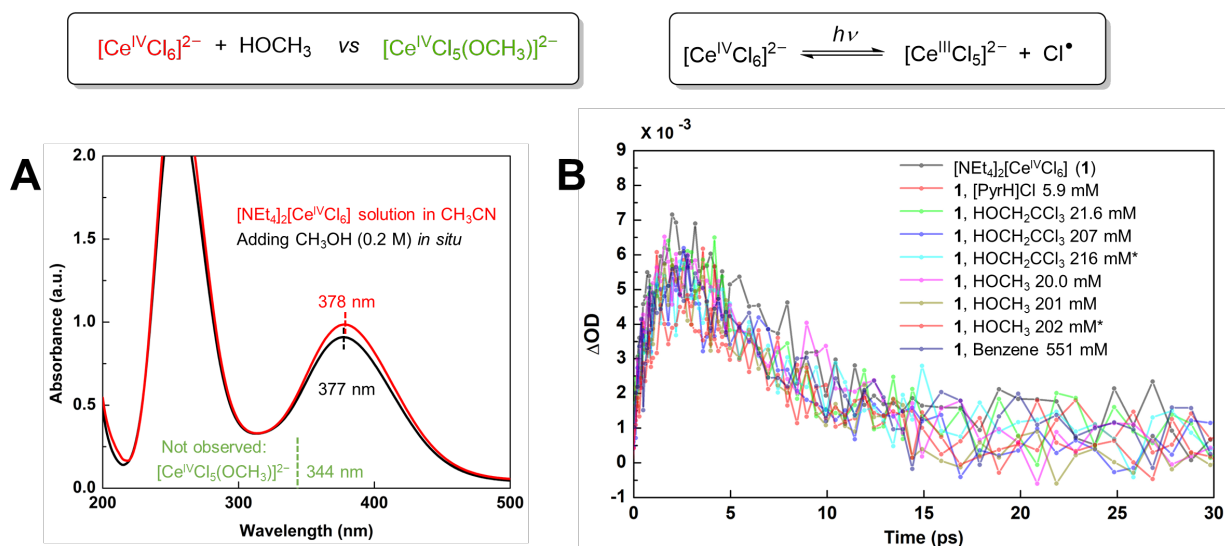 [Ce^IVCl₆]²⁻ + HOCH₃ vs [Ce^IVCl₅(OCH₃)]²⁻
hν
[Ce^IVCl₆]²⁻ ⇌ [Ce^IIICl₅]²⁻ + Cl•
A
2.0
1.5
1.0
0.5
0.0
Absorbance (a.u.)
[NEt₄]₂[Ce^IVCl₆] solution in CH₃CN
Adding CH₃OH (0.2 M) in situ
378 nm
377 nm
Not observed:
[Ce^IVCl₅(OCH₃)]²⁻
344 nm
200 300 400 500
Wavelength (nm)
B
X 10⁻³
9
8
7
6
5
4
3
2
1
0
-1
ΔOD
[NEt₄]₂[Ce^IVCl₆] (1)
1, [PyrH]Cl 5.9 mM
1, HOCH₂CCl₃ 21.6 mM
1, HOCH₂CCl₃ 207 mM
1, HOCH₂CCl₃ 216 mM*
1, HOCH₃ 20.0 mM
1, HOCH₃ 201 mM
1, HOCH₃ 202 mM*
1, Benzene 551 mM
0 5 10 15 20 25 30
Time (ps)